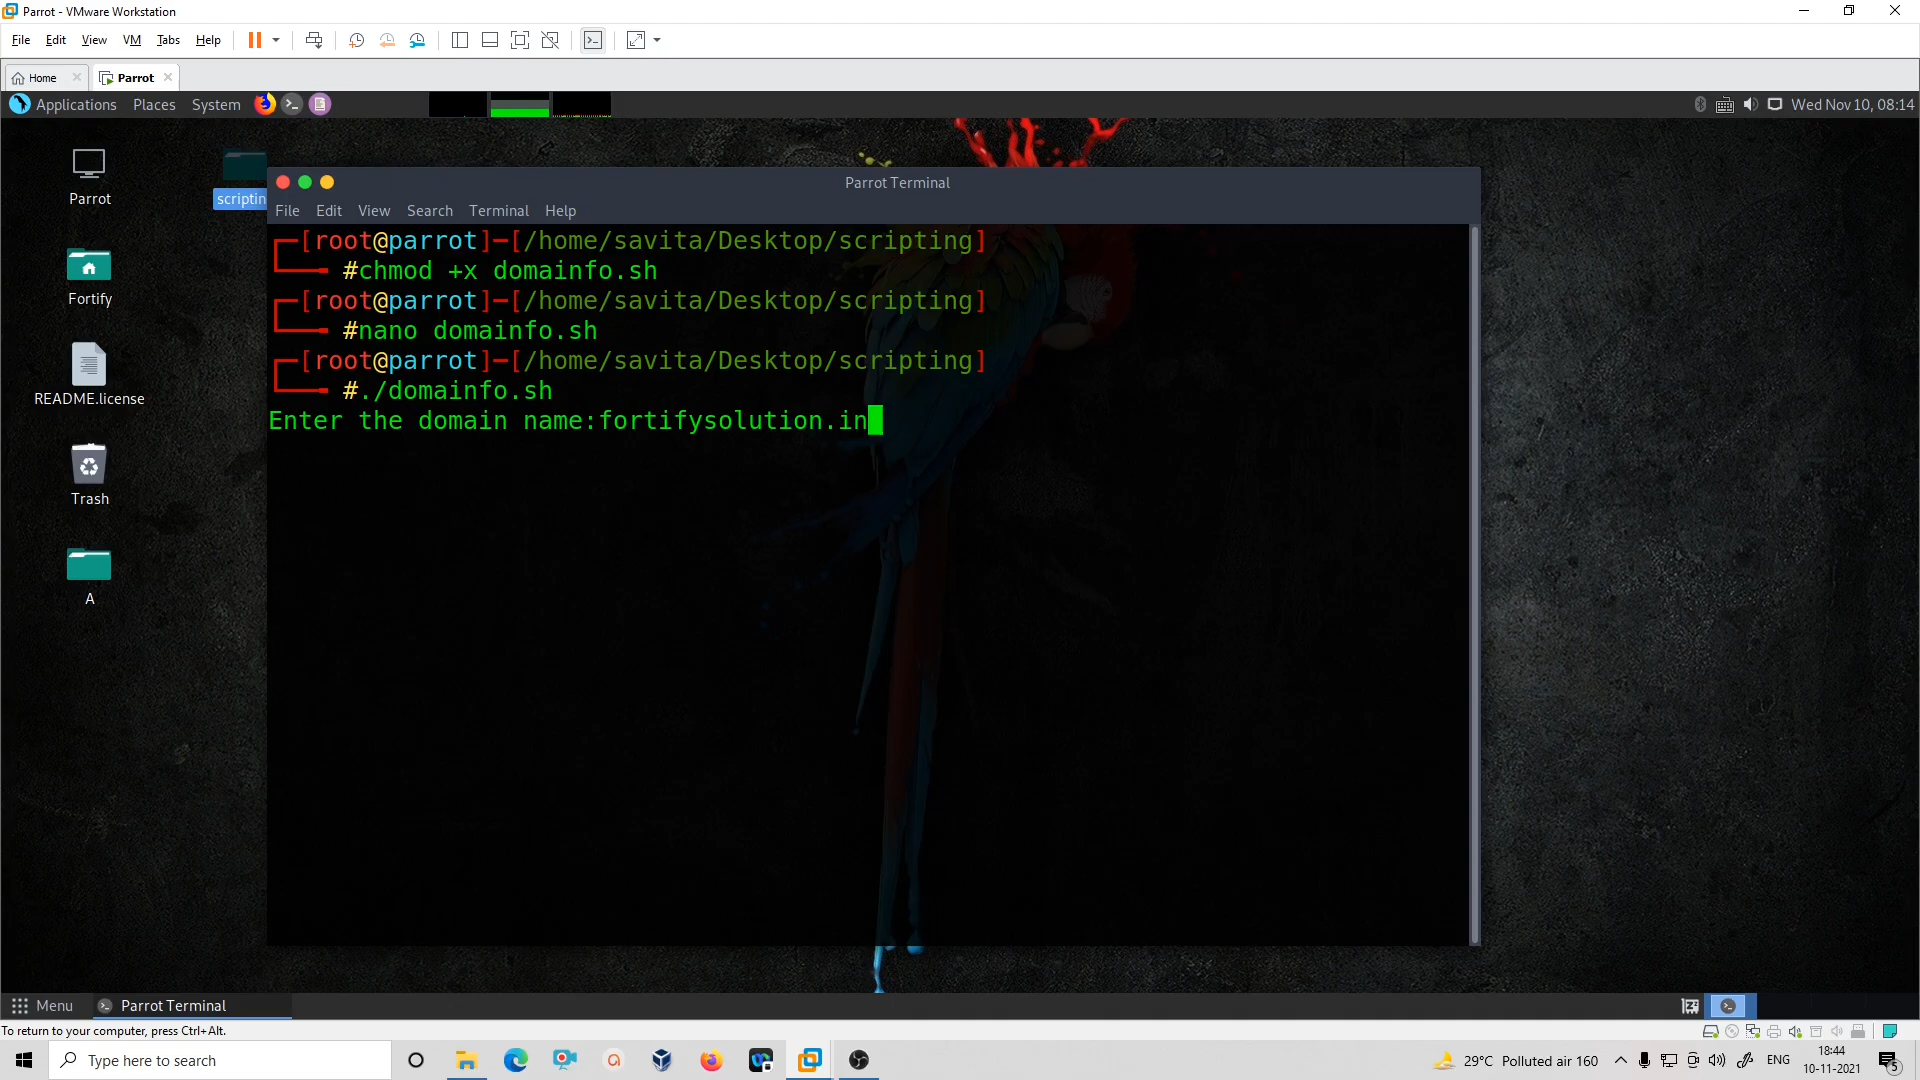 Parrot - VMware Workstation
File Edit View VM Tabs Help
Home Parrot
Applications Places System Wed Nov 10, 08:14
Parrot
scriptin
Parrot Terminal
File Edit View Search Terminal Help
┌─[root@parrot]─[/home/savita/Desktop/scripting]
└──╼ #chmod +x domainfo.sh
┌─[root@parrot]─[/home/savita/Desktop/scripting]
└──╼ #nano domainfo.sh
┌─[root@parrot]─[/home/savita/Desktop/scripting]
└──╼ #./domainfo.sh
Enter the domain name:fortifysolution.in
Fortify
README.license
Trash
A
Menu Parrot Terminal
To return to your computer, press Ctrl+Alt.
Type here to search 29°C Polluted air 160 ENG 18:44
10-11-2021 5